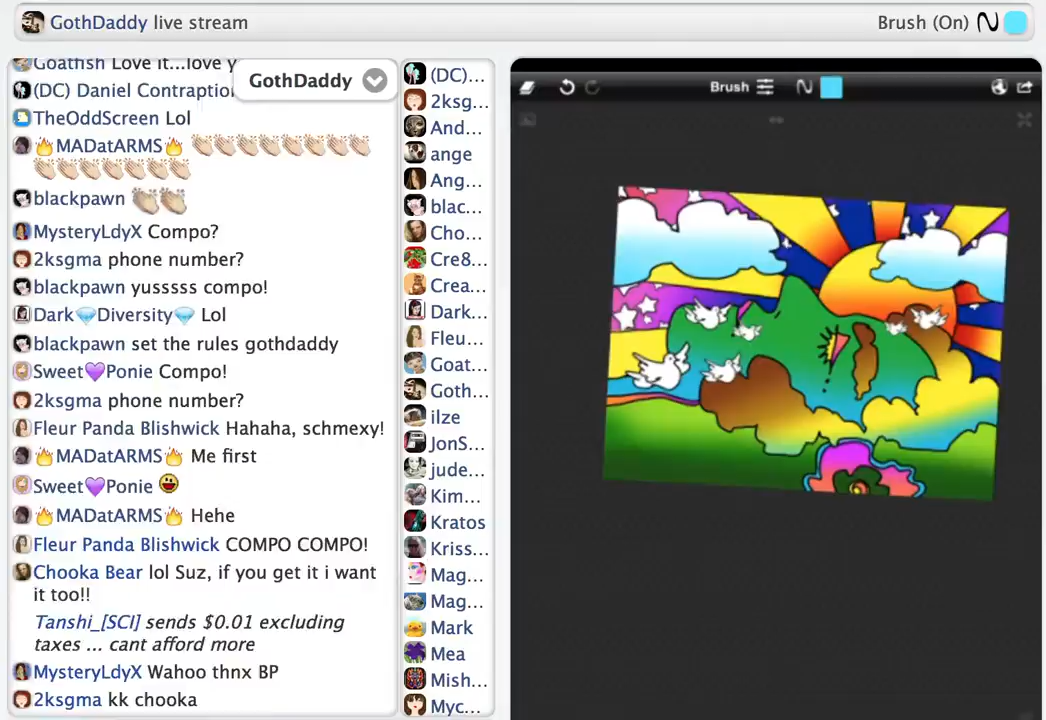 GothDaddy live stream
Brush (On)
Goatfish Love it...love y
GothDaddy
(DC) Daniel Contraptio
TheOddScreen Lol
🔥MADatARMS🔥 👏👏👏👏👏👏👏👏
👏👏👏👏👏👏👏
blackpawn 👏👏
MysteryLdyX Compo?
2ksgma phone number?
blackpawn yusssss compo!
Dark💎Diversity💎 Lol
blackpawn set the rules gothdaddy
Sweet💜Ponie Compo!
2ksgma phone number?
Fleur Panda Blishwick Hahaha, schmexy!
🔥MADatARMS🔥 Me first
Sweet💜Ponie 😃
🔥MADatARMS🔥 Hehe
Fleur Panda Blishwick COMPO COMPO!
Chooka Bear lol Suz, if you get it i want
it too!!
Tanshi_[SCI] sends $0.01 excluding
taxes ... cant afford more
MysteryLdyX Wahoo thnx BP
2ksgma kk chooka
(DC)...
2ksg...
And...
ange
Ang...
blac...
Cho...
Cre8...
Crea...
Dark...
Fleu...
Goat...
Goth...
ilze
JonS...
jude...
Kim...
Kratos
Kriss...
Mag...
Mag...
Mark
Mea
Mish...
Myc...
Brush